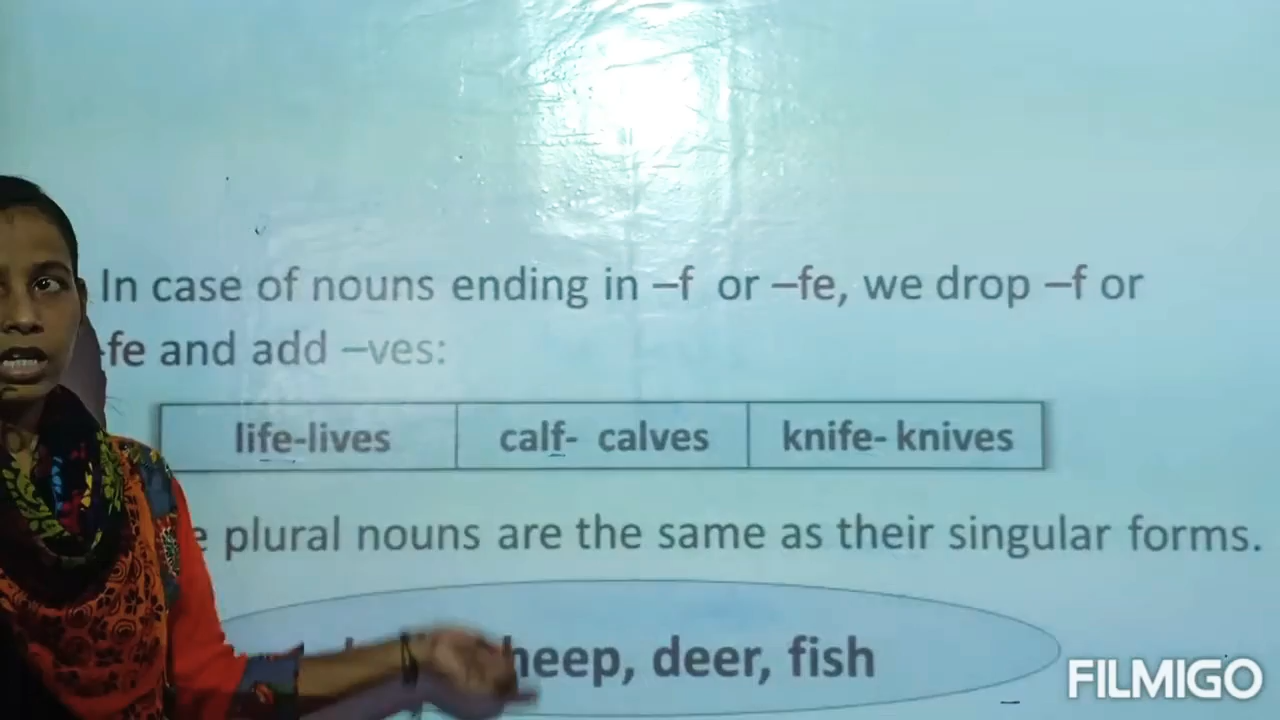 In case of nouns ending in –f or –fe, we drop –f or
-fe and add –ves:
life-lives calf- calves knife- knives
plural nouns are the same as their singular forms.
deer, fish
FILMIGO